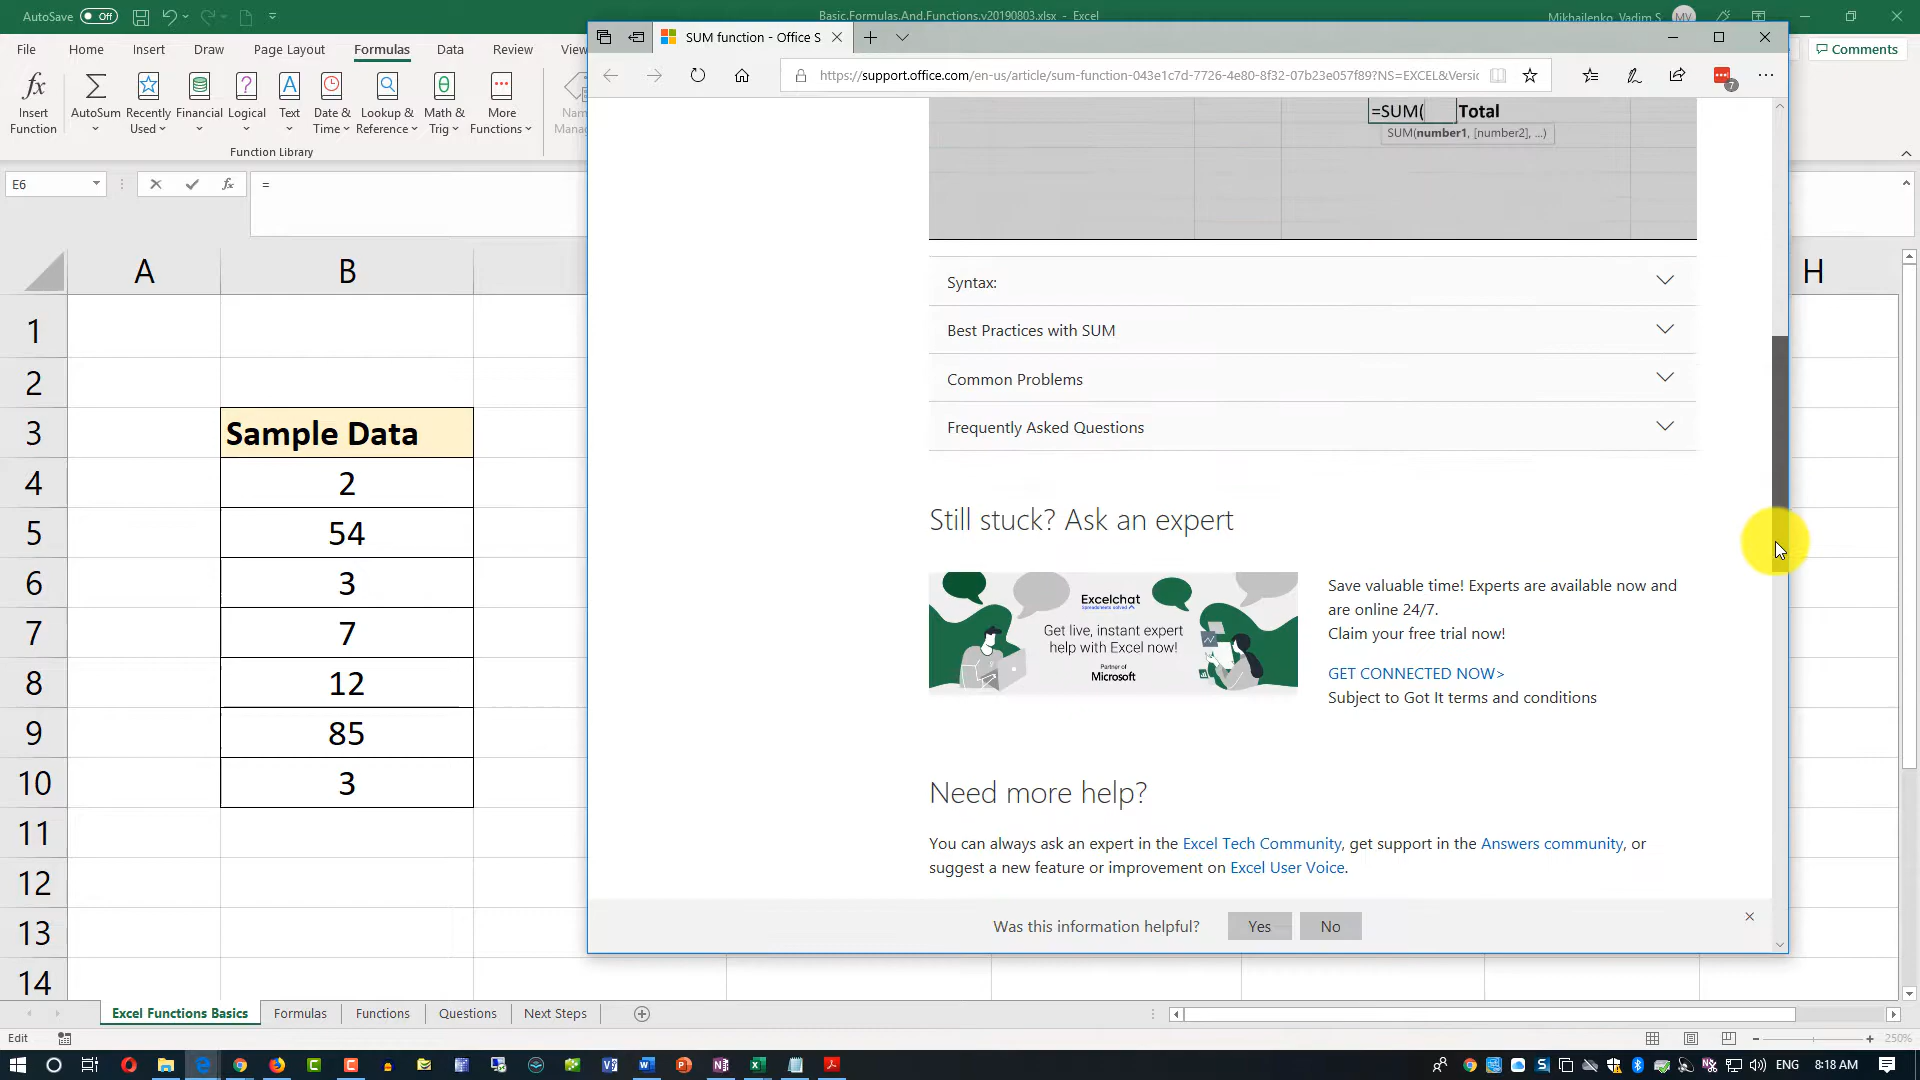 AutoSave Off
Basic.Formulas.And.Functions.v20190803.xlsx - Excel
Mikhailenko, Vadim S. MV
File Home Insert Draw Page Layout Formulas Data Review
Comments
Insert Function
AutoSum
Recently Used
Financial
Logical
Text
Date & Time
Lookup & Reference
Math & Trig
More Functions
Function Library
E6
fx
=
A B H
1
2
3 Sample Data
4 2
5 54
6 3
7 7
8 12
9 85
10 3
11
12
13
14
SUM function - Office S
https://support.office.com/en-us/article/sum-function-043e1c7d-7726-4e80-8f32-07b23e057f89?NS=EXCEL&Versic
7
=SUM( Total
SUM(number1, [number2], ...)
Syntax:
Best Practices with SUM
Common Problems
Frequently Asked Questions
Still stuck? Ask an expert
Excelchat
Get live, instant expert
help with Excel now!
Partner of
Microsoft
Save valuable time! Experts are available now and
are online 24/7.
Claim your free trial now!
GET CONNECTED NOW>
Subject to Got It terms and conditions
Need more help?
You can always ask an expert in the Excel Tech Community, get support in the Answers community, or
suggest a new feature or improvement on Excel User Voice.
Was this information helpful? Yes No
Excel Functions Basics Formulas Functions Questions Next Steps
Edit
250%
ENG 8:18 AM